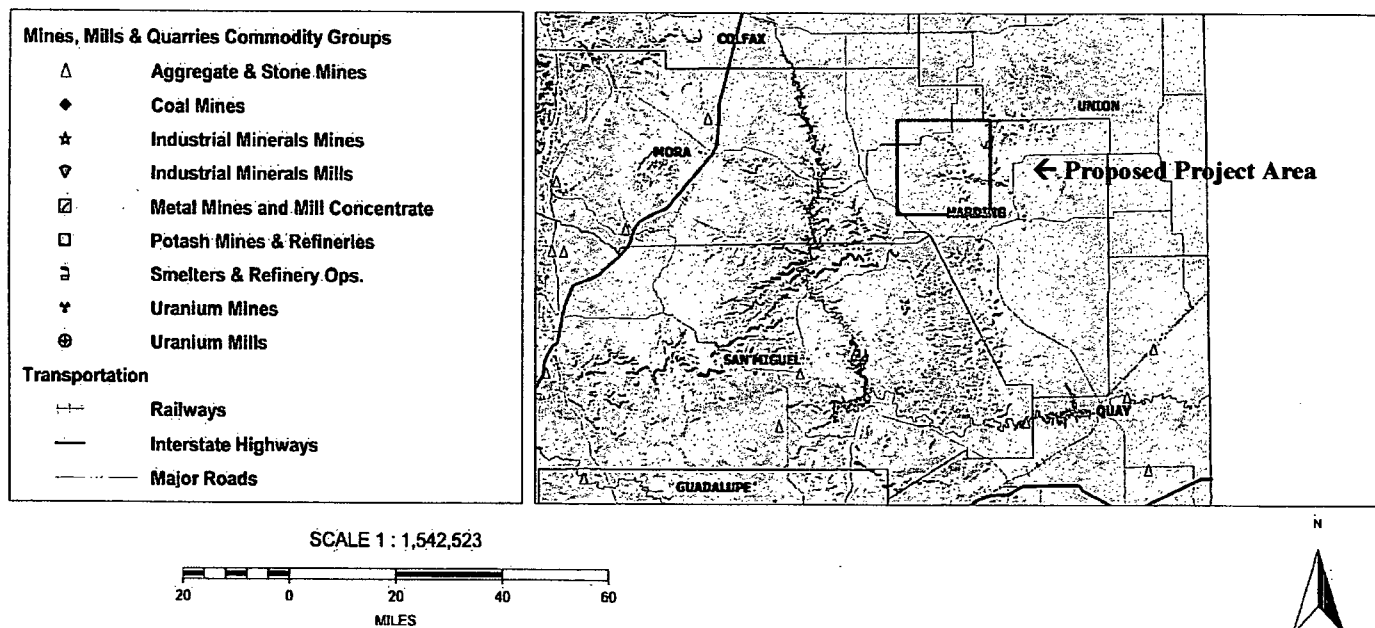 Mines, Mills & Quarries Commodity Groups
Aggregate & Stone Mines
Coal Mines
Industrial Minerals Mines
Industrial Minerals Mills
Metal Mines and Mill Concentrate
Potash Mines & Refineries
Smelters & Refinery Ops.
Uranium Mines
Uranium Mills
Transportation
Railways
Interstate Highways
Major Roads
COLFAX
UNION
MORA
← Proposed Project Area
HARDING
SAN MIGUEL
QUAY
GUADALUPE
SCALE 1 : 1,542,523
20 0 20 40 60
MILES
N